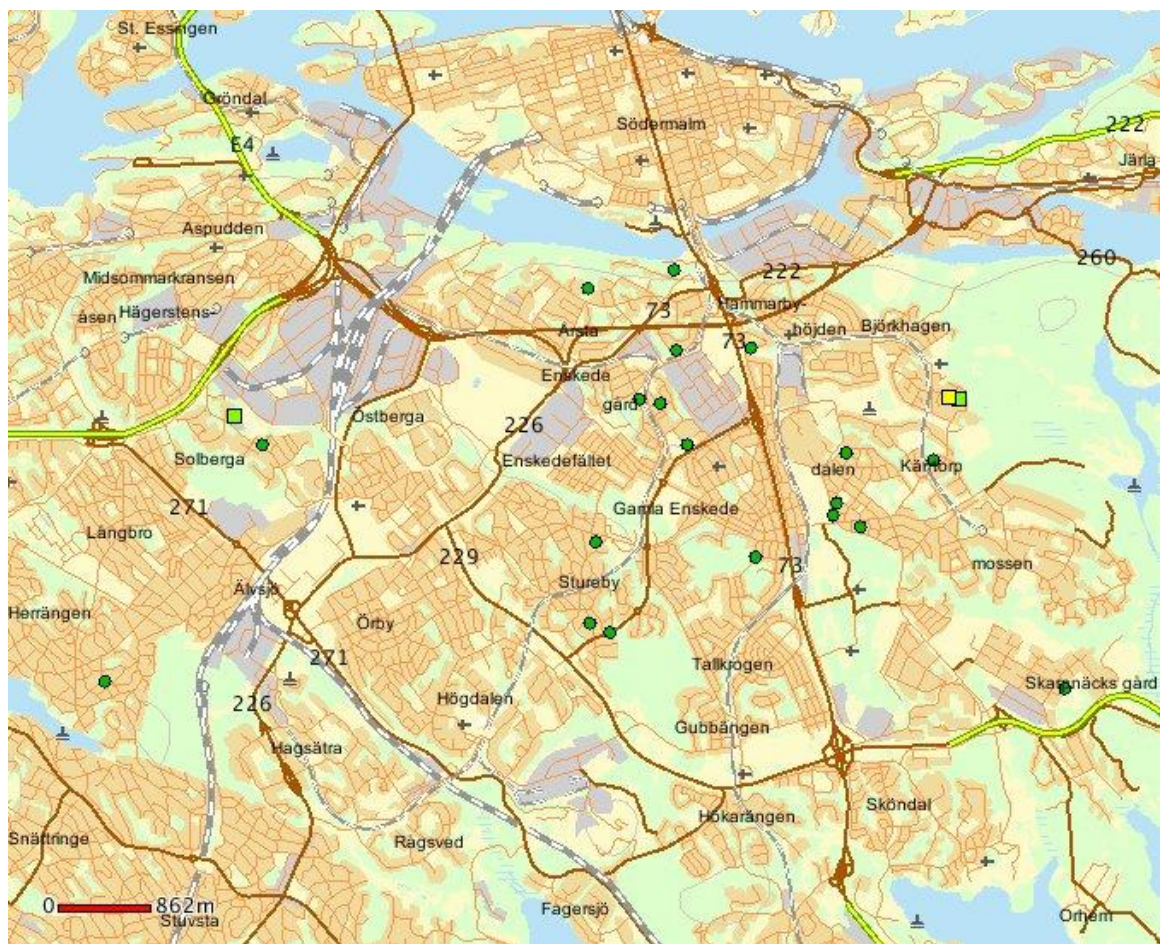 St. Essingen
Gröndal
Södermalm
222
E4
Järla
Aspudden
Midsommarkransen
222
260
Hägerstens-
åsen
73
Hammarby-
höjden
Björkhagen
Årsta
73
Enskede
gård
Östberga
226
Solberga
Enskedefältet
dalen
Kärrtorp
271
Gamla Enskede
Långbro
229
73
mossen
Stureby
Älvsjö
Herrängen
Örby
271
Tallkrogen
Skarpnäcks gård
226
Högdalen
Gubbängen
Hagsätra
Sköndal
Hökarängen
Snättringe
Rågsved
0 862m
Fagersjö
Stuvsta
Orhem